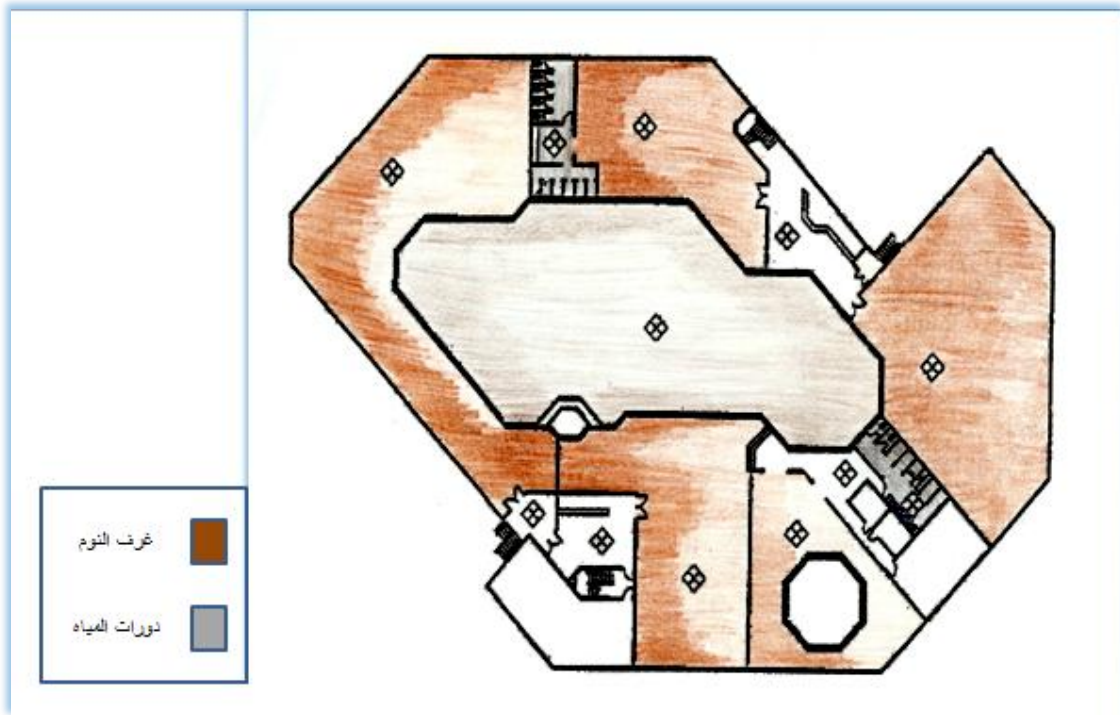 غرف النوم
دورات المياه